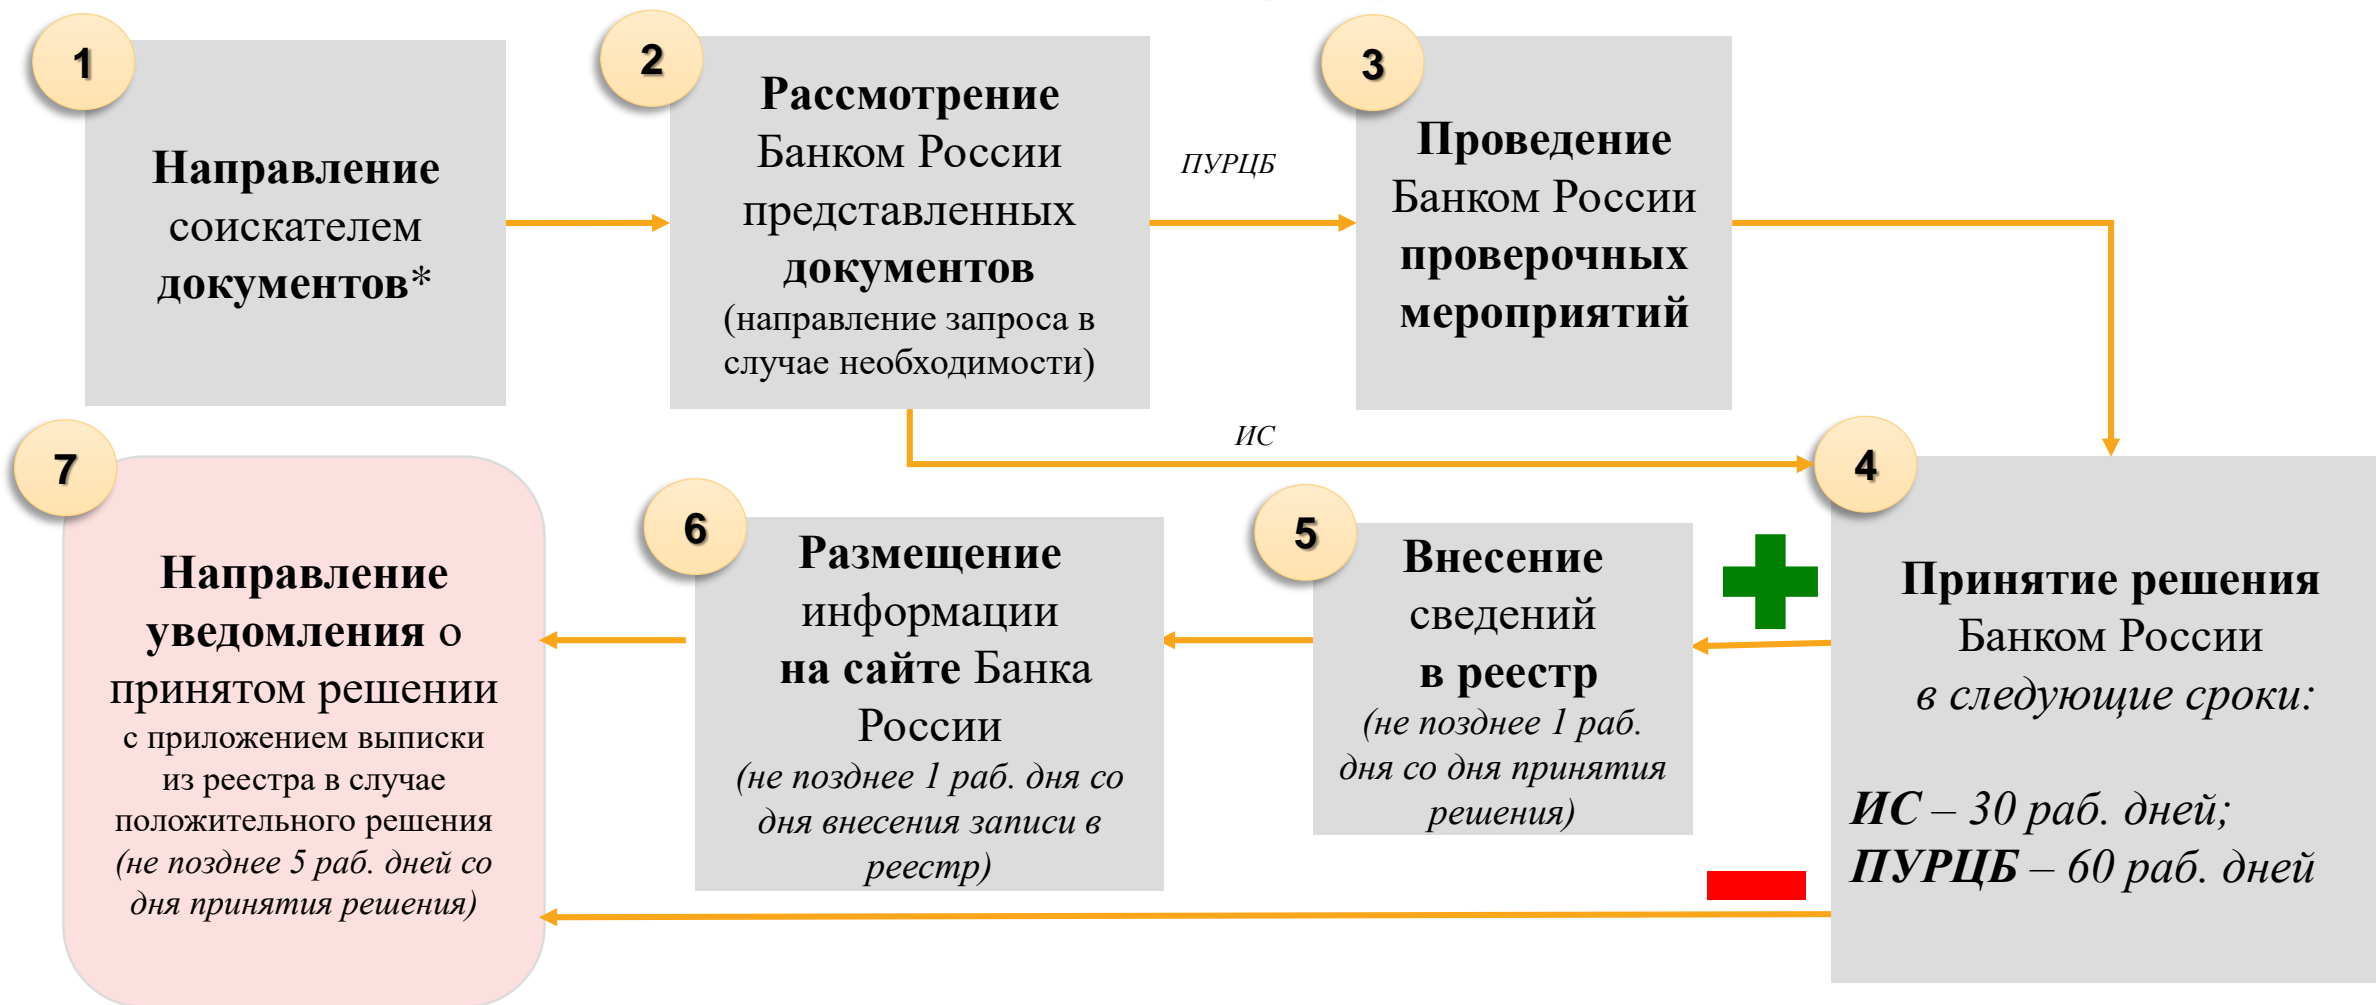 1
Направление
соискателем
документов*
2
Рассмотрение
Банком России
представленных
документов
(направление запроса в
случае необходимости)
ПУРЦБ
3
Проведение
Банком России
проверочных
мероприятий
ИС
4
Принятие решения
Банком России
в следующие сроки:
ИС – 30 раб. дней;
ПУРЦБ – 60 раб. дней
5
Внесение
сведений
в реестр
(не позднее 1 раб.
дня со дня принятия
решения)
6
Размещение
информации
на сайте Банка
России
(не позднее 1 раб. дня со
дня внесения записи в
реестр)
7
Направление
уведомления о
принятом решении
с приложением выписки
из реестра в случае
положительного решения
(не позднее 5 раб. дней со
дня принятия решения)